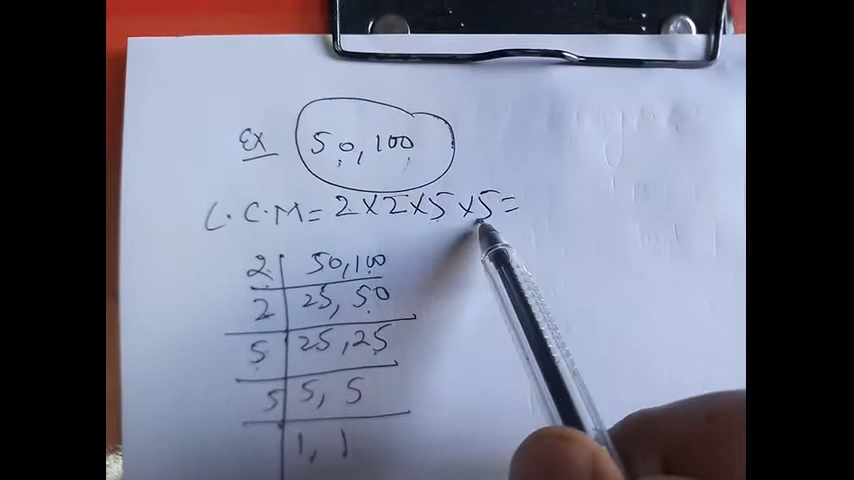 Ex 50, 100
L.C.M = 2 x 2 x 5 x 5 =
2 | 50, 100
2 | 25, 50
5 | 25, 25
5 | 5, 5
| 1, 1